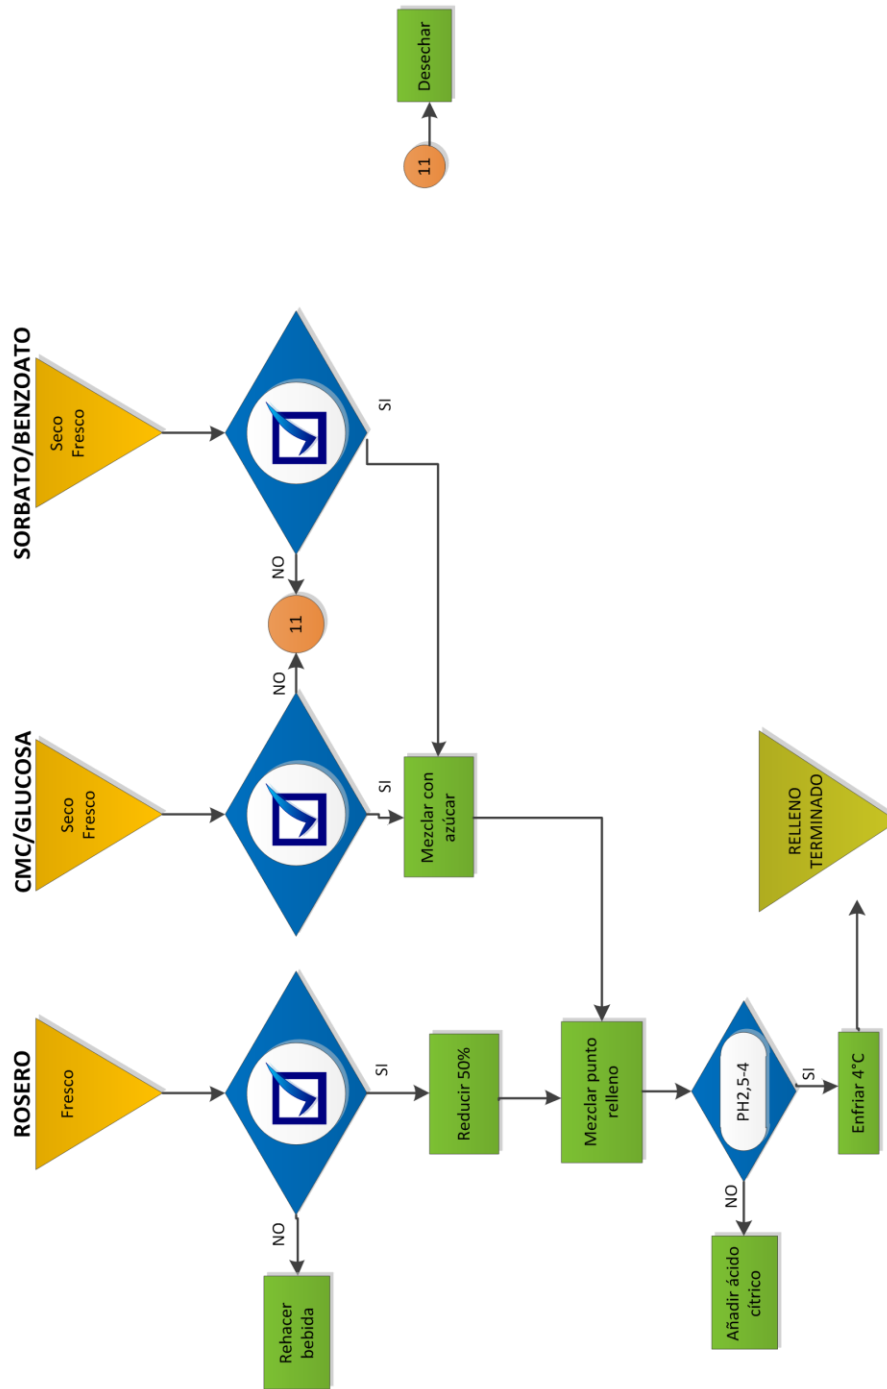 ROSERO
CMC/GLUCOSA
SORBATO/BENZOATO
Fresco
Seco
Fresco
Seco
Fresco
NO
SI
NO
SI
11
NO
SI
Rehacer
bebida
Reducir 50%
Mezclar con
azúcar
11
Desechar
Mezclar punto
relleno
PH2,5-4
NO
SI
Añadir ácido
cítrico
Enfriar 4°C
RELLENO
TERMINADO